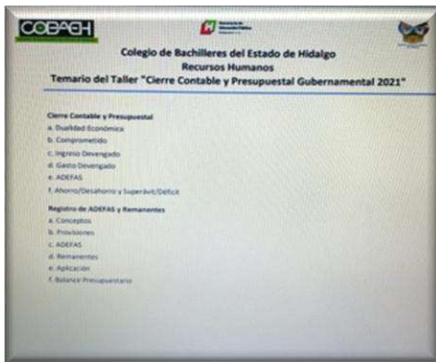 COBAEH
Colegio de Bachilleres del Estado de Hidalgo
Recursos Humanos
Temario del Taller "Cierre Contable y Presupuestal Gubernamental 2021"
Cierre Contable y Presupuestal
a. Dualidad Económica
b. Comprometido
c. Ingreso Devengado
d. Gasto Devengado
e. ADEFAS
f. Ahorro/Desahorro y Superávit/Déficit
Registro de ADEFAS y Remanentes
a. Conceptos
b. Provisiones
c. ADEFAS
d. Remanentes
e. Aplicación
f. Balance Presupuestario